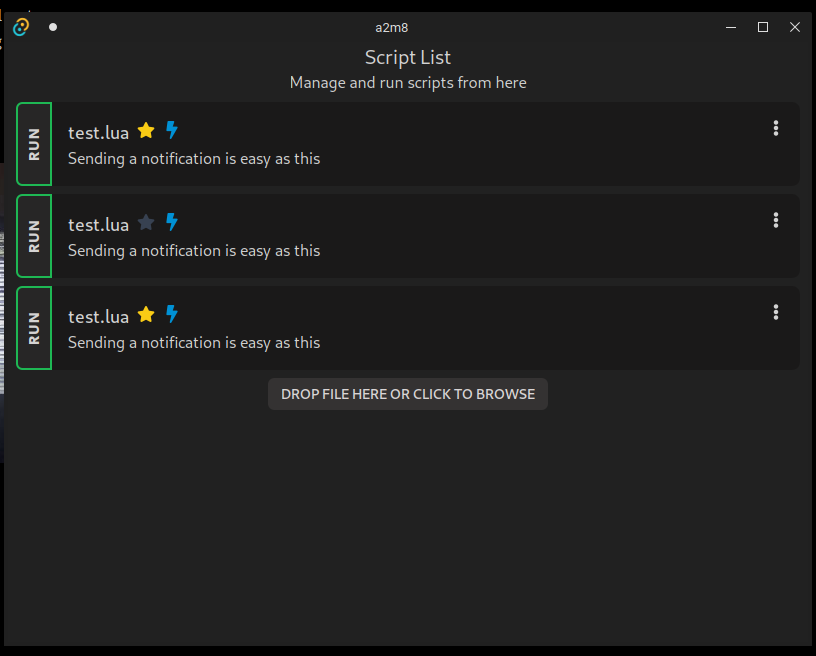 a2m8
Script List
Manage and run scripts from here
RUN
test.lua
Sending a notification is easy as this
RUN
test.lua
Sending a notification is easy as this
RUN
test.lua
Sending a notification is easy as this
DROP FILE HERE OR CLICK TO BROWSE